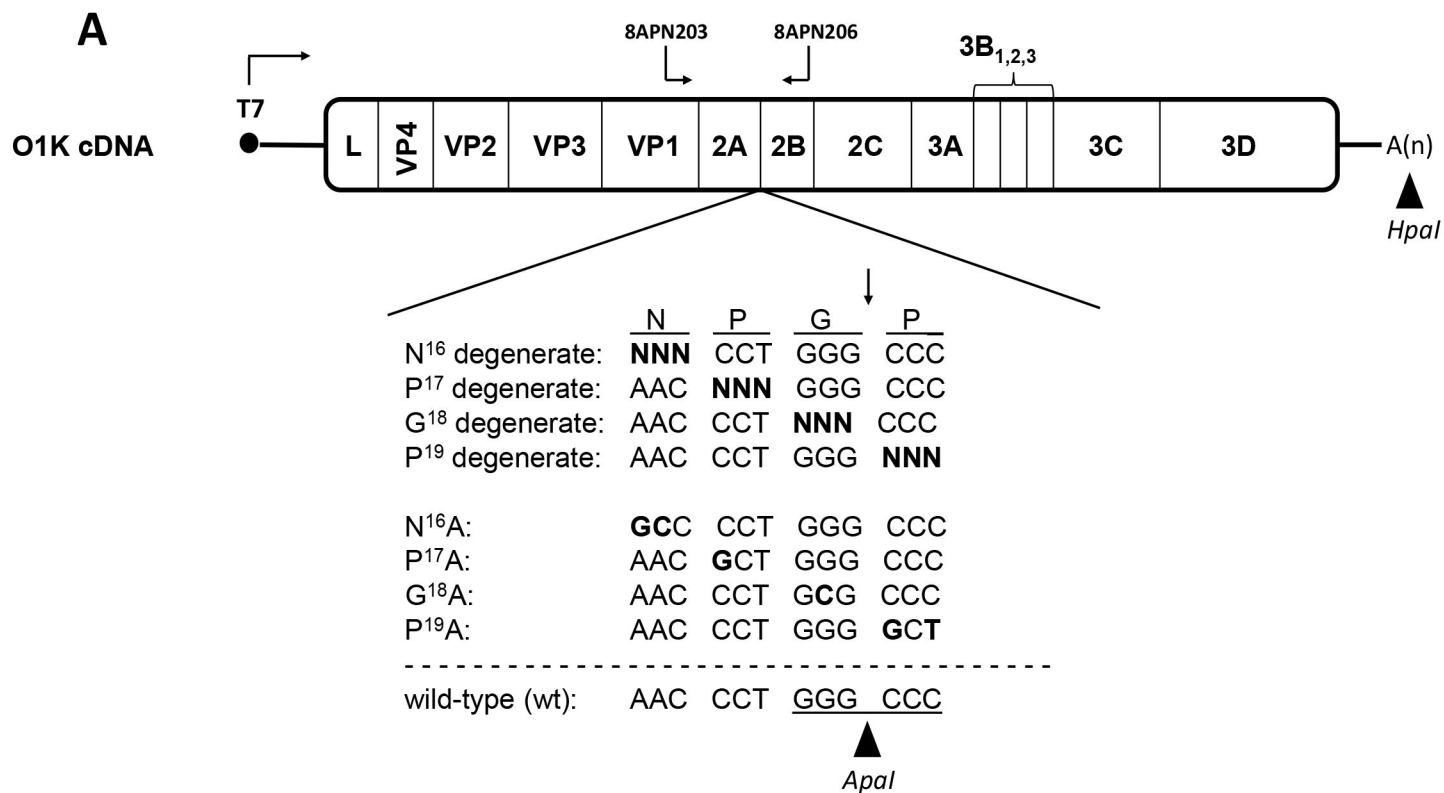 A
8APN203 8APN206
3B1,2,3
T7
O1K cDNA L VP4 VP2 VP3 VP1 2A 2B 2C 3A 3C 3D A(n)
HpaI
N P G P
N16 degenerate: NNN CCT GGG CCC
P17 degenerate: AAC NNN GGG CCC
G18 degenerate: AAC CCT NNN CCC
P19 degenerate: AAC CCT GGG NNN
N16A: GCC CCT GGG CCC
P17A: AAC GCT GGG CCC
G18A: AAC CCT GCG CCC
P19A: AAC CCT GGG GCT
wild-type (wt): AAC CCT GGG CCC
ApaI